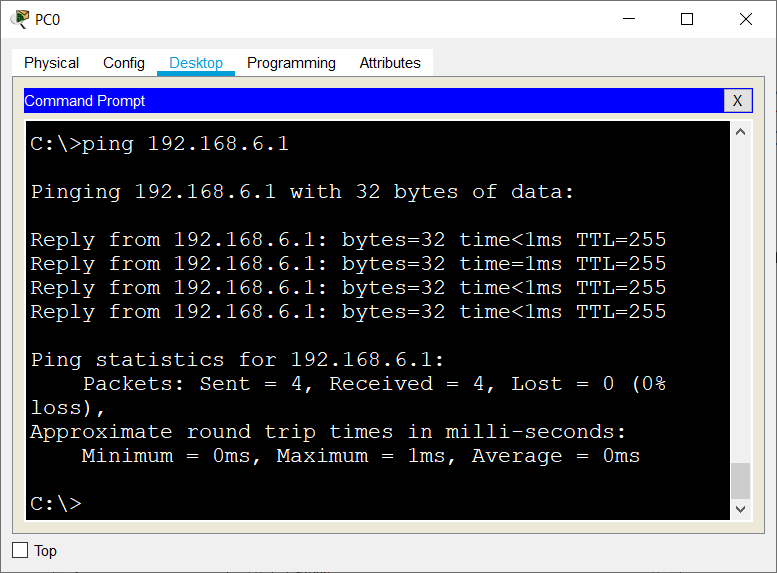 PC0
Physical Config Desktop Programming Attributes
Command Prompt
X
C:\>ping 192.168.6.1
Pinging 192.168.6.1 with 32 bytes of data:
Reply from 192.168.6.1: bytes=32 time<1ms TTL=255
Reply from 192.168.6.1: bytes=32 time=1ms TTL=255
Reply from 192.168.6.1: bytes=32 time<1ms TTL=255
Reply from 192.168.6.1: bytes=32 time<1ms TTL=255
Ping statistics for 192.168.6.1:
Packets: Sent = 4, Received = 4, Lost = 0 (0%
loss),
Approximate round trip times in milli-seconds:
Minimum = 0ms, Maximum = 1ms, Average = 0ms
C:\>
Top